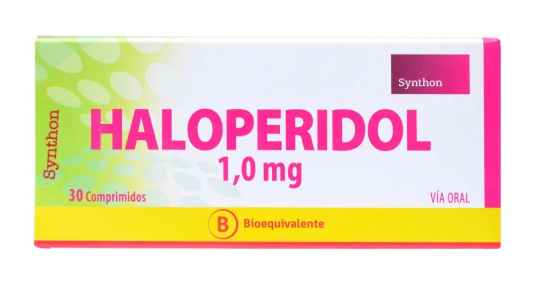 Synthon
Synthon
HALOPERIDOL
1,0 mg
30 Comprimidos
VÍA ORAL
B Bioequivalente